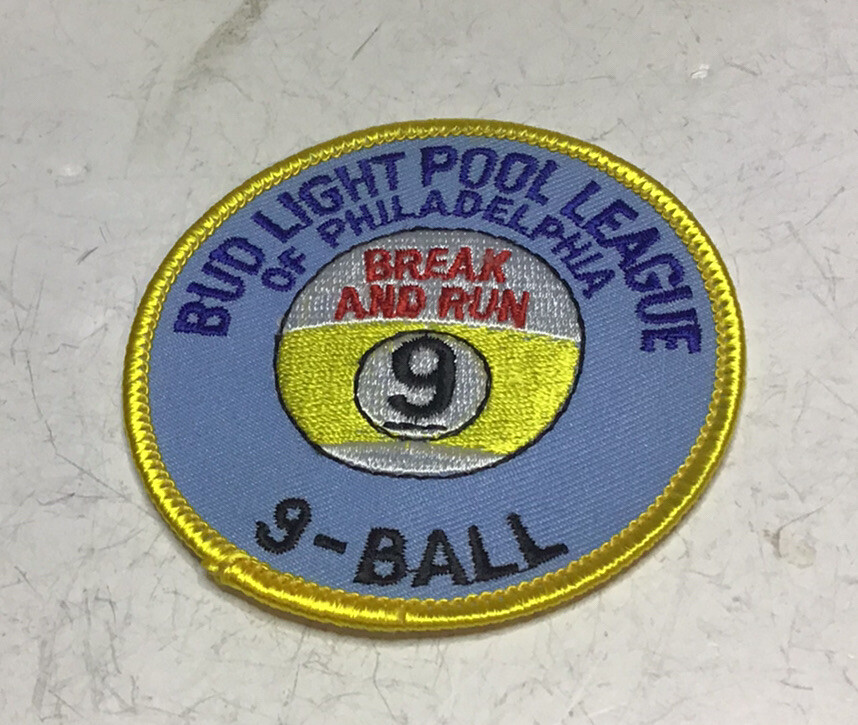 BUD LIGHT POOL LEAGUE
OF PHILADELPHIA
BREAK
AND RUN
9
9-BALL